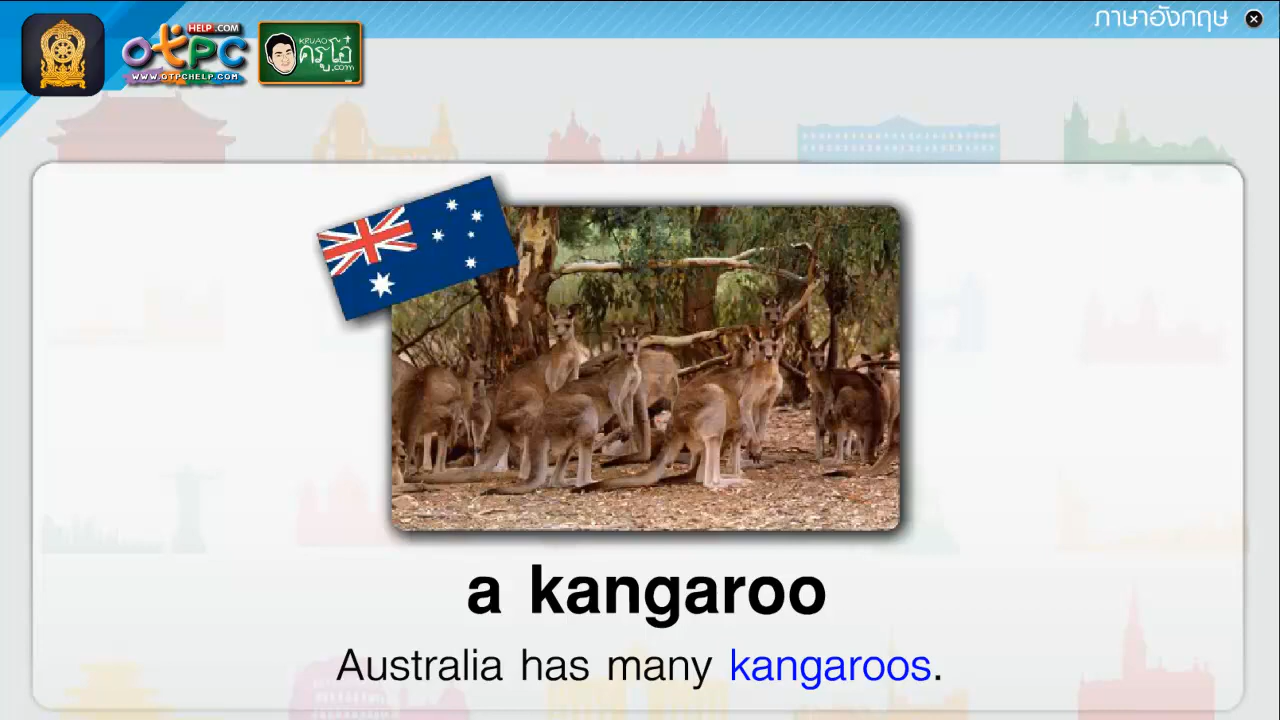 ภาษาอังกฤษ
HELP.COM
OTPC
WWW.OTPCHELP.COM
KRUAO
ครูโอ๋
.com
a kangaroo
Australia has many kangaroos.